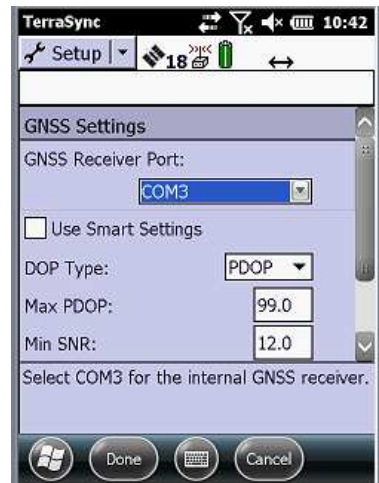 TerraSync 10:42
Setup 18
GNSS Settings
GNSS Receiver Port:
COM3
Use Smart Settings
DOP Type: PDOP
Max PDOP: 99.0
Min SNR: 12.0
Select COM3 for the internal GNSS receiver.
Done Cancel